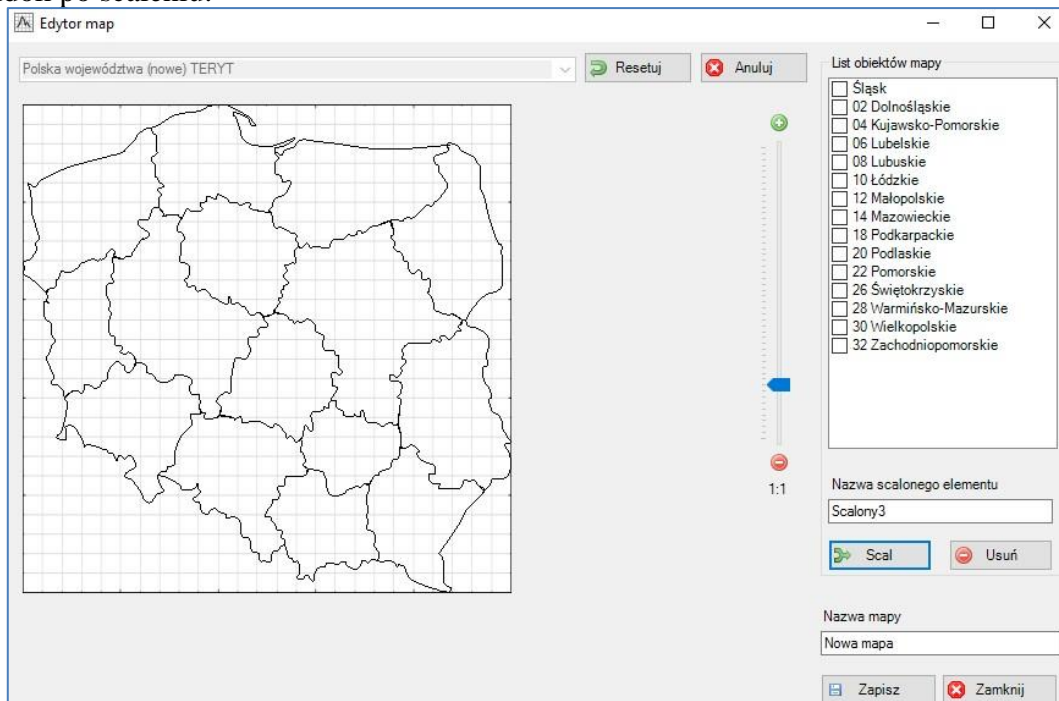 po scaleniu.
Edytor map
Polska województwa (nowe) TERYT
Resetuj
Anuluj
List obiektów mapy
Śląsk
02 Dolnośląskie
04 Kujawsko-Pomorskie
06 Lubelskie
08 Lubuskie
10 Łódzkie
12 Małopolskie
14 Mazowieckie
18 Podkarpackie
20 Podlaskie
22 Pomorskie
26 Świętokrzyskie
28 Warmińsko-Mazurskie
30 Wielkopolskie
32 Zachodniopomorskie
1:1
Nazwa scalonego elementu
Scalony3
Scal
Usuń
Nazwa mapy
Nowa mapa
Zapisz
Zamknij